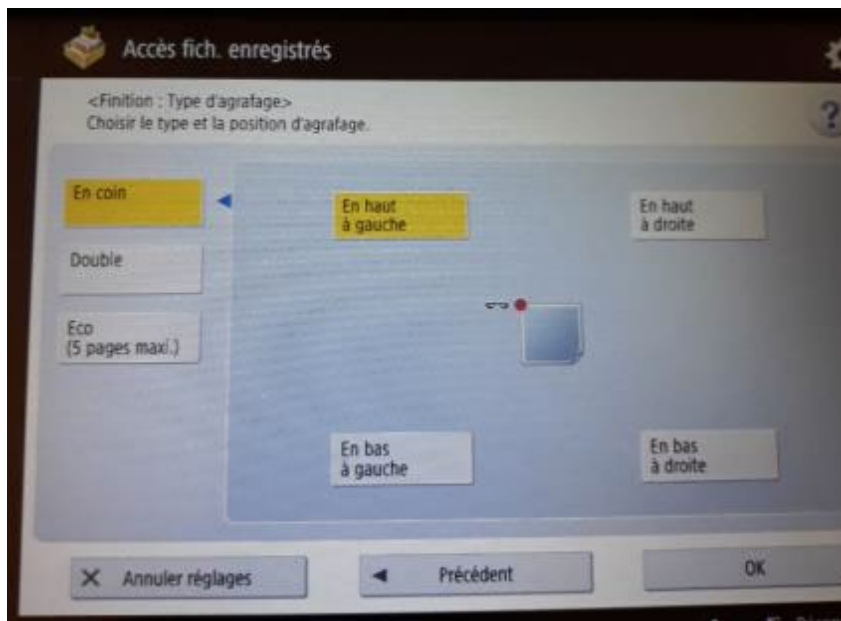 Accès fich. enregistrés
<Finition : Type d'agrafage>
Choisir le type et la position d'agrafage.
?
En coin
En haut
à gauche
En haut
à droite
Double
Eco
(5 pages maxi.)
En bas
à gauche
En bas
à droite
Annuler réglages
Précédent
OK